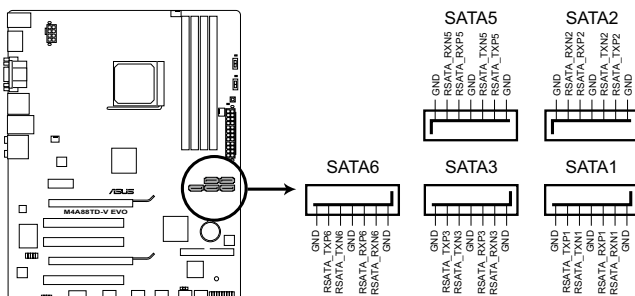 SATA5
GND
RSATA_RXN5
RSATA_RXP5
GND
RSATA_TXN5
RSATA_TXP5
GND
SATA2
GND
RSATA_RXN2
RSATA_RXP2
GND
RSATA_TXN2
RSATA_TXP2
GND
SATA6
GND
RSATA_TXP6
RSATA_TXN6
GND
RSATA_RXP6
RSATA_RXN6
GND
SATA3
GND
RSATA_TXP3
RSATA_TXN3
GND
RSATA_RXP3
RSATA_RXN3
GND
SATA1
GND
RSATA_TXP1
RSATA_TXN1
GND
RSATA_RXP1
RSATA_RXN1
GND
ASUS
M4A88TD-V EVO